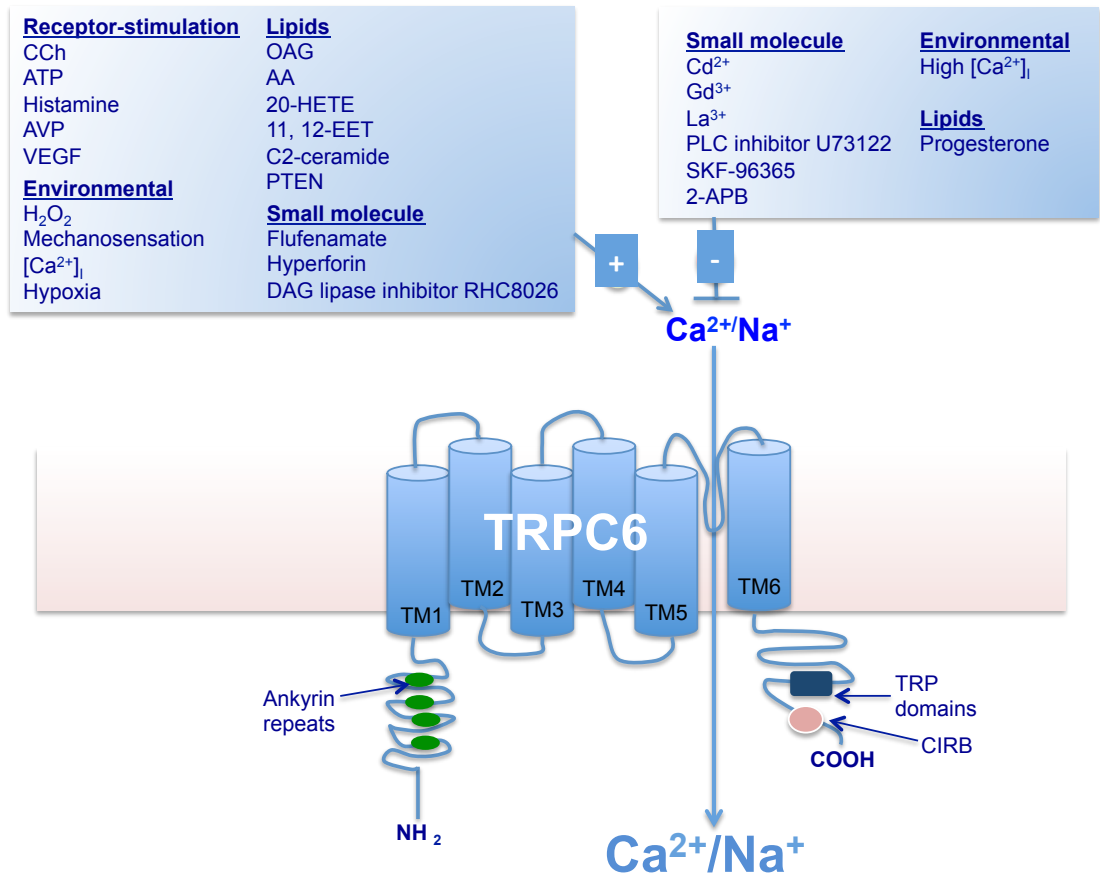 Receptor-stimulation
CCh
ATP
Histamine
AVP
VEGF
Environmental
H₂O₂
Mechanosensation
[Ca²⁺]ᵢ
Hypoxia
Lipids
OAG
AA
20-HETE
11, 12-EET
C2-ceramide
PTEN
Small molecule
Flufenamate
Hyperforin
DAG lipase inhibitor RHC8026
Small molecule
Cd²⁺
Gd³⁺
La³⁺
PLC inhibitor U73122
SKF-96365
2-APB
Environmental
High [Ca²⁺]ᵢ
Lipids
Progesterone
+
-
Ca²⁺/Na⁺
TRPC6
TM1
TM2
TM3
TM4
TM5
TM6
Ankyrin
repeats
NH ₂
TRP
domains
CIRB
COOH
Ca²⁺/Na⁺